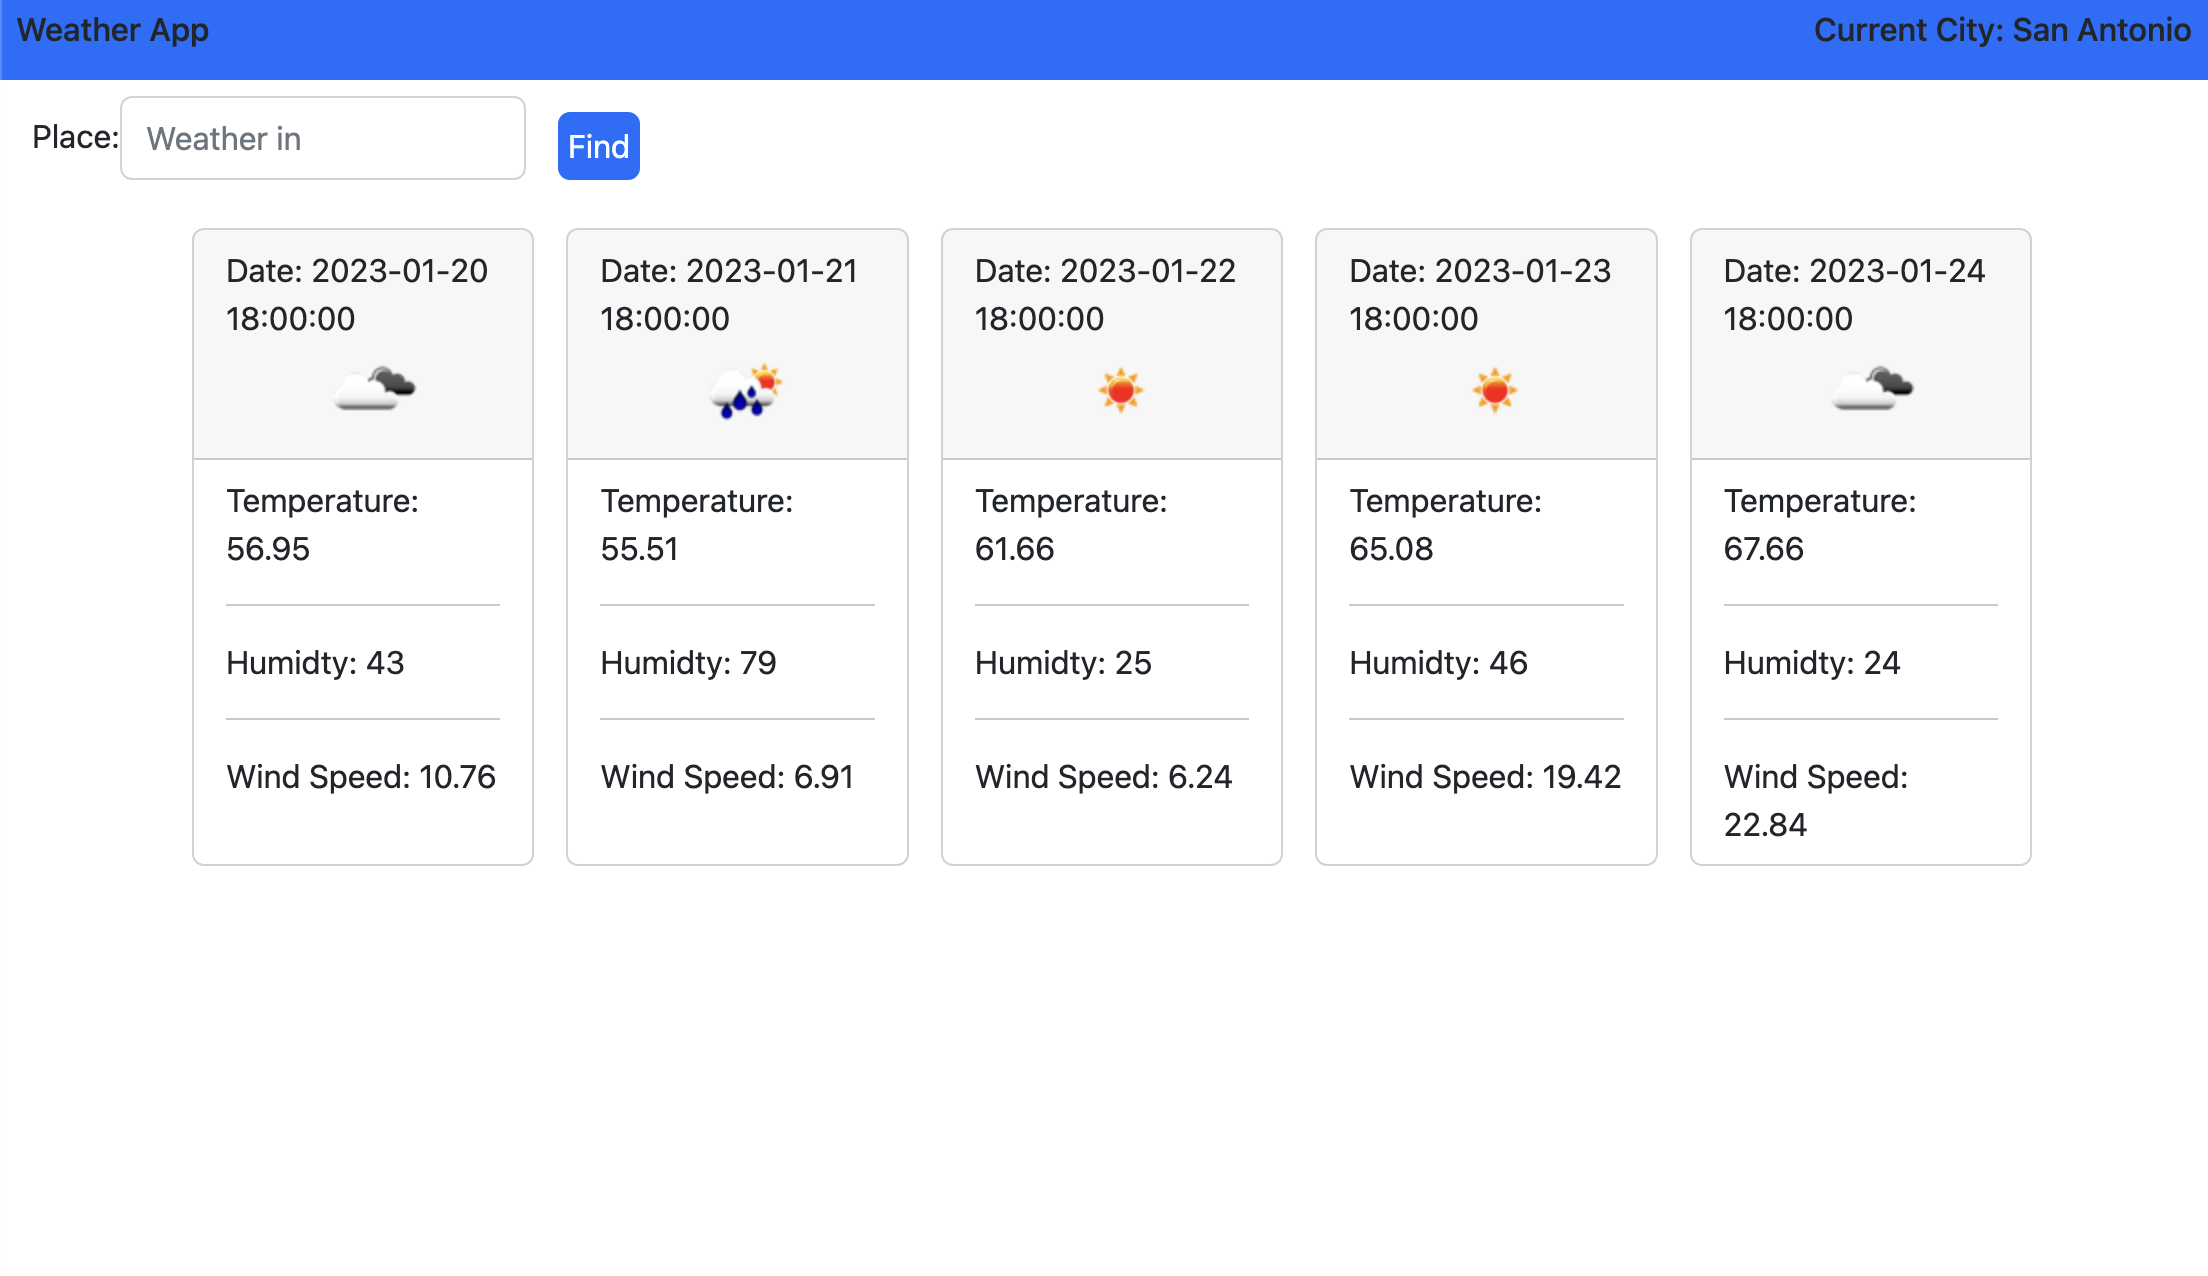 Weather App
Current City: San Antonio
Place:
Weather in
Find
Date: 2023-01-20
18:00:00
Temperature:
56.95
Humidty: 43
Wind Speed: 10.76
Date: 2023-01-21
18:00:00
Temperature:
55.51
Humidty: 79
Wind Speed: 6.91
Date: 2023-01-22
18:00:00
Temperature:
61.66
Humidty: 25
Wind Speed: 6.24
Date: 2023-01-23
18:00:00
Temperature:
65.08
Humidty: 46
Wind Speed: 19.42
Date: 2023-01-24
18:00:00
Temperature:
67.66
Humidty: 24
Wind Speed:
22.84